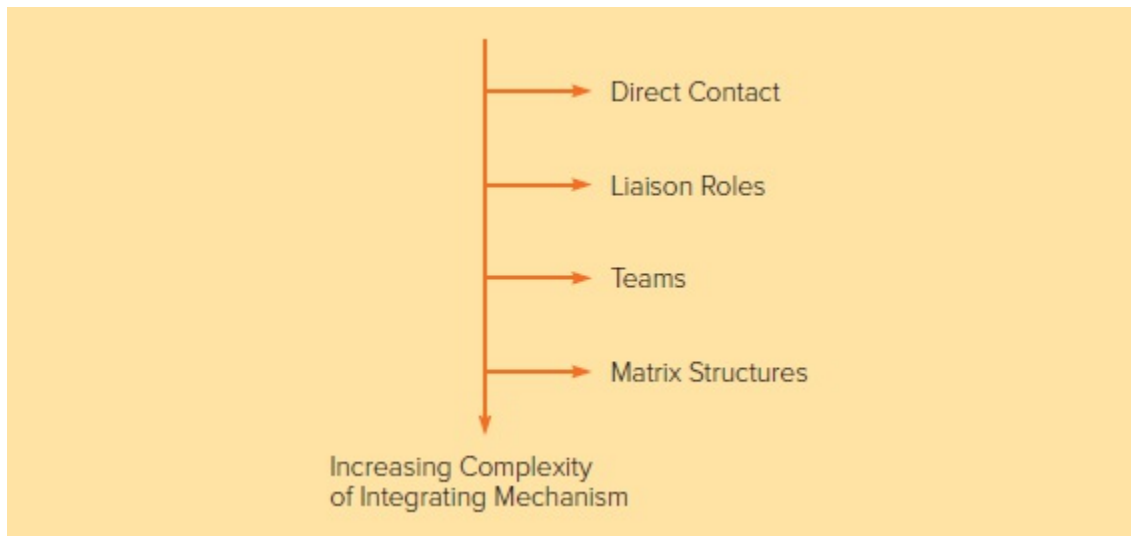 Direct Contact
Liaison Roles
Teams
Matrix Structures
Increasing Complexity
of Integrating Mechanism